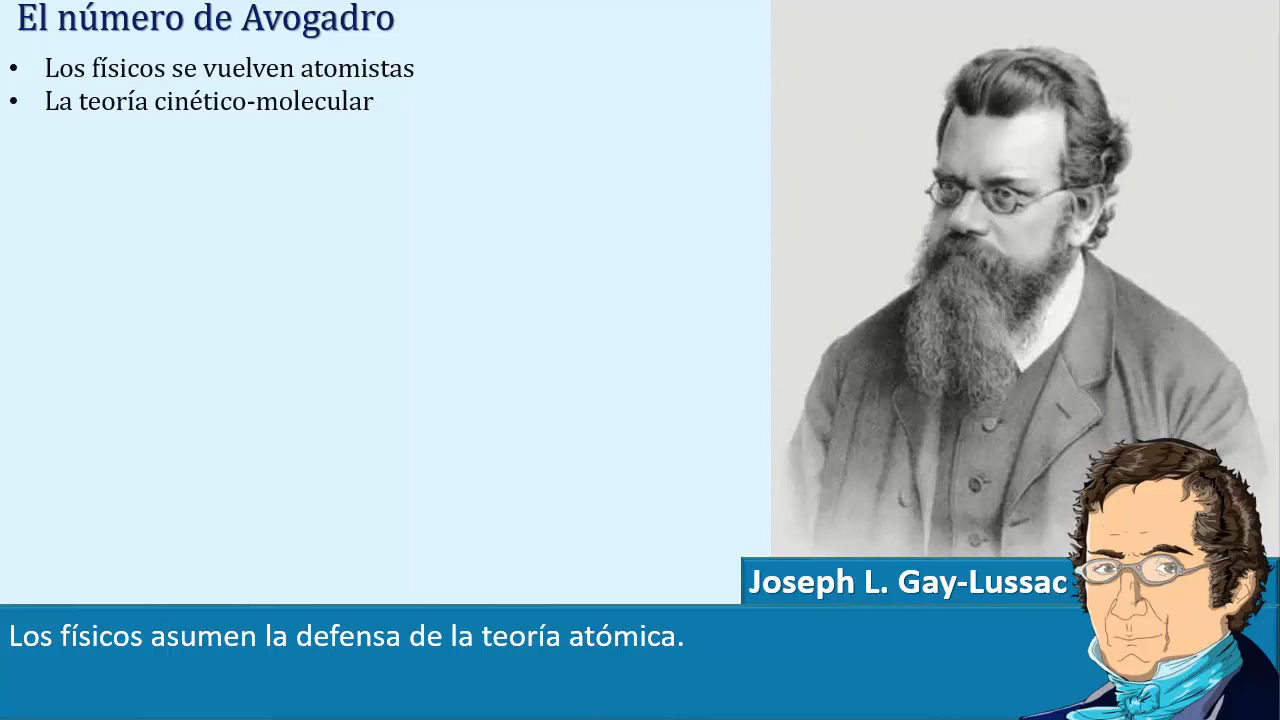 El número de Avogadro
• Los físicos se vuelven atomistas
• La teoría cinético-molecular
Joseph L. Gay-Lussac
Los físicos asumen la defensa de la teoría atómica.